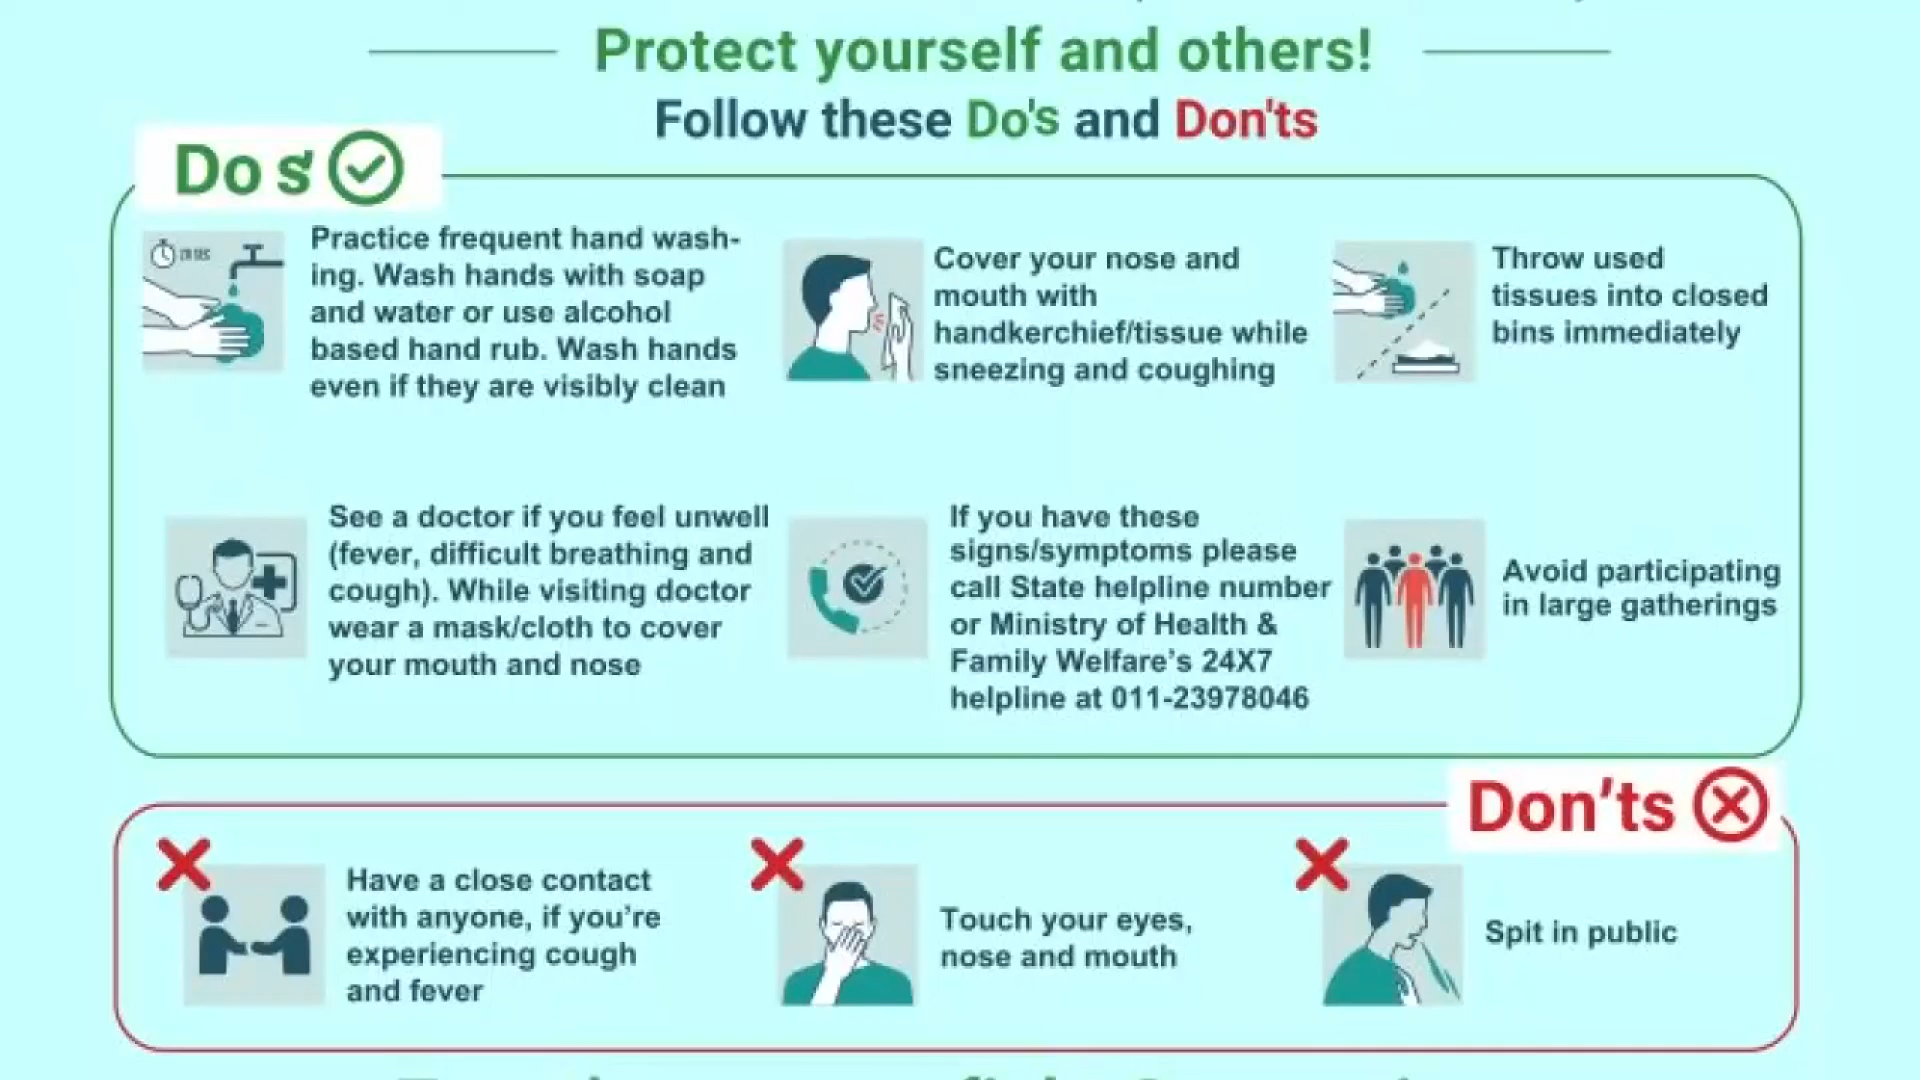 Protect yourself and others!
Follow these Do's and Don'ts
Do s
Practice frequent hand wash-
ing. Wash hands with soap
and water or use alcohol
based hand rub. Wash hands
even if they are visibly clean
Cover your nose and
mouth with
handkerchief/tissue while
sneezing and coughing
Throw used
tissues into closed
bins immediately
See a doctor if you feel unwell
(fever, difficult breathing and
cough). While visiting doctor
wear a mask/cloth to cover
your mouth and nose
If you have these
signs/symptoms please
call State helpline number
or Ministry of Health &
Family Welfare’s 24X7
helpline at 011-23978046
Avoid participating
in large gatherings
Don’ts
Have a close contact
with anyone, if you’re
experiencing cough
and fever
Touch your eyes,
nose and mouth
Spit in public